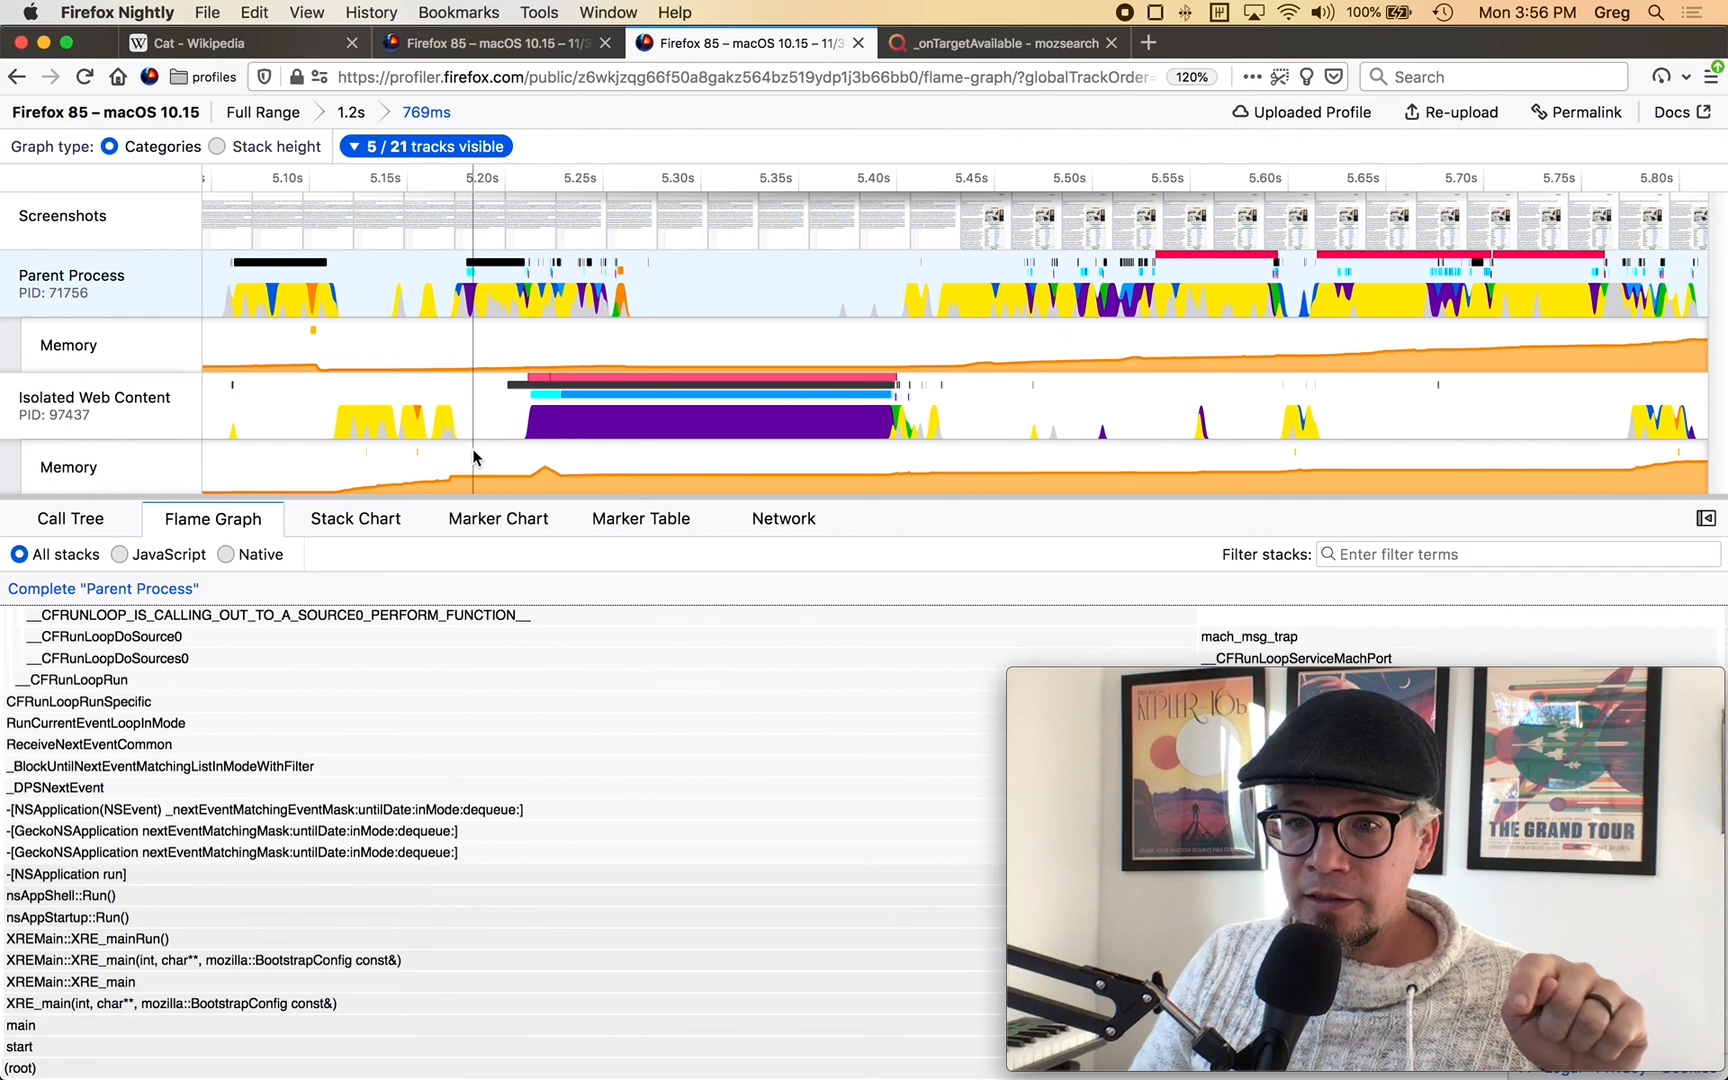 Firefox Nightly File Edit View History Bookmarks Tools Window Help 100% Mon 3:56 PM Greg
Cat - Wikipedia
Firefox 85 – macOS 10.15 – 11/3
Firefox 85 – macOS 10.15 – 11/3
_onTargetAvailable - mozsearch
profiles
https://profiler.firefox.com/public/z6wkjzqg66f50a8gakz564bz519ydp1j3b66bb0/flame-graph/?globalTrackOrder=
120%
Search
Firefox 85 – macOS 10.15
Full Range
1.2s
769ms
Uploaded Profile
Re-upload
Permalink
Docs
Graph type: Categories Stack height
5 / 21 tracks visible
s 5.10s 5.15s 5.20s 5.25s 5.30s 5.35s 5.40s 5.45s 5.50s 5.55s 5.60s 5.65s 5.70s 5.75s 5.80s
Screenshots
Parent Process
PID: 71756
Memory
Isolated Web Content
PID: 97437
Memory
Call Tree
Flame Graph
Stack Chart
Marker Chart
Marker Table
Network
All stacks JavaScript Native
Filter stacks: Enter filter terms
Complete "Parent Process"
__CFRUNLOOP_IS_CALLING_OUT_TO_A_SOURCE0_PERFORM_FUNCTION__
__CFRunLoopDoSource0
mach_msg_trap
__CFRunLoopDoSources0
__CFRunLoopServiceMachPort
__CFRunLoopRun
CFRunLoopRunSpecific
RunCurrentEventLoopInMode
ReceiveNextEventCommon
_BlockUntilNextEventMatchingListInModeWithFilter
_DPSNextEvent
-[NSApplication(NSEvent) _nextEventMatchingEventMask:untilDate:inMode:dequeue:]
-[GeckoNSApplication nextEventMatchingMask:untilDate:inMode:dequeue:]
-[GeckoNSApplication nextEventMatchingMask:untilDate:inMode:dequeue:]
-[NSApplication run]
nsAppShell::Run()
nsAppStartup::Run()
XREMain::XRE_mainRun()
XREMain::XRE_main(int, char**, mozilla::BootstrapConfig const&)
XREMain::XRE_main
XRE_main(int, char**, mozilla::BootstrapConfig const&)
main
start
(root)
KEPLER-16b
THE GRAND TOUR